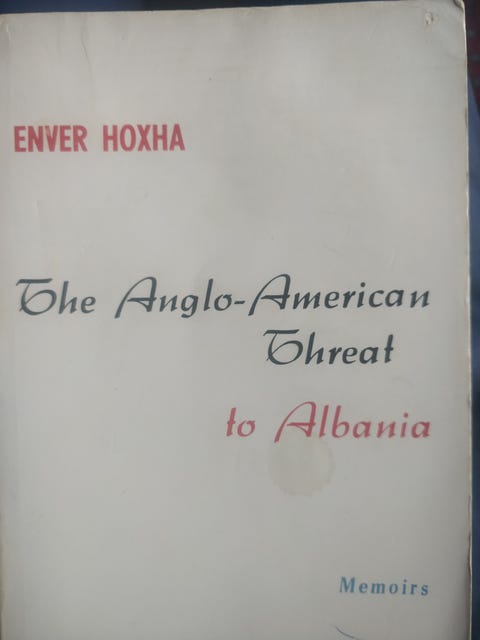 ENVER HOXHA
The Anglo-American
Threat
to Albania
Memoirs